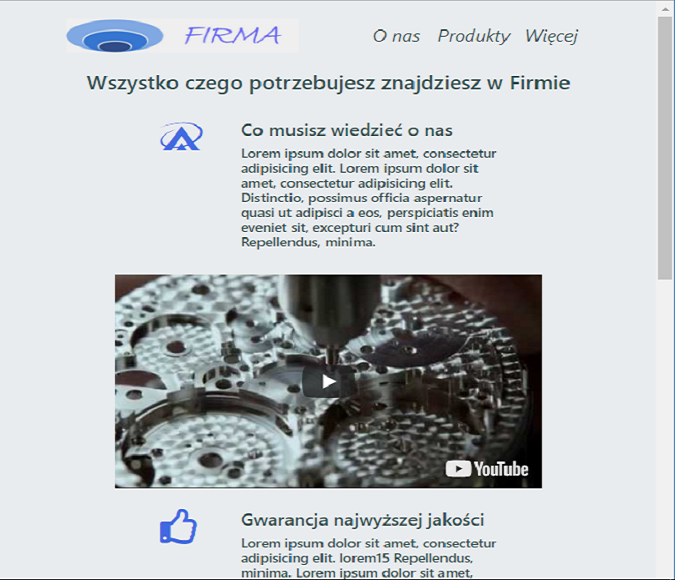 FIRMA
O nas Produkty Więcej
Wszystko czego potrzebujesz znajdziesz w Firmie
Co musisz wiedzieć o nas
Lorem ipsum dolor sit amet, consectetur
adipisicing elit. Lorem ipsum dolor sit
amet, consectetur adipisicing elit.
Distinctio, possimus officia aspernatur
quasi ut adipisci a eos, perspiciatis enim
eveniet sit, excepturi cum sint aut?
Repellendus, minima.
YouTube
Gwarancja najwyższej jakości
Lorem ipsum dolor sit amet, consectetur
adipisicing elit. lorem15 Repellendus,
minima. Lorem ipsum dolor sit amet,